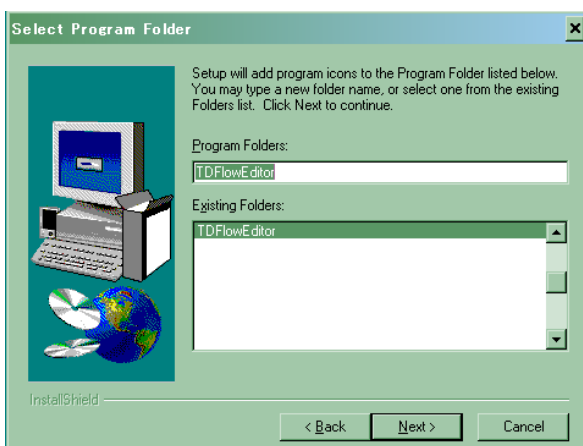 Select Program Folder
Setup will add program icons to the Program Folder listed below.
You may type a new folder name, or select one from the existing
Folders list. Click Next to continue.
Program Folders:
TDFlowEditor
Existing Folders:
TDFlowEditor
InstallShield
< Back
Next >
Cancel